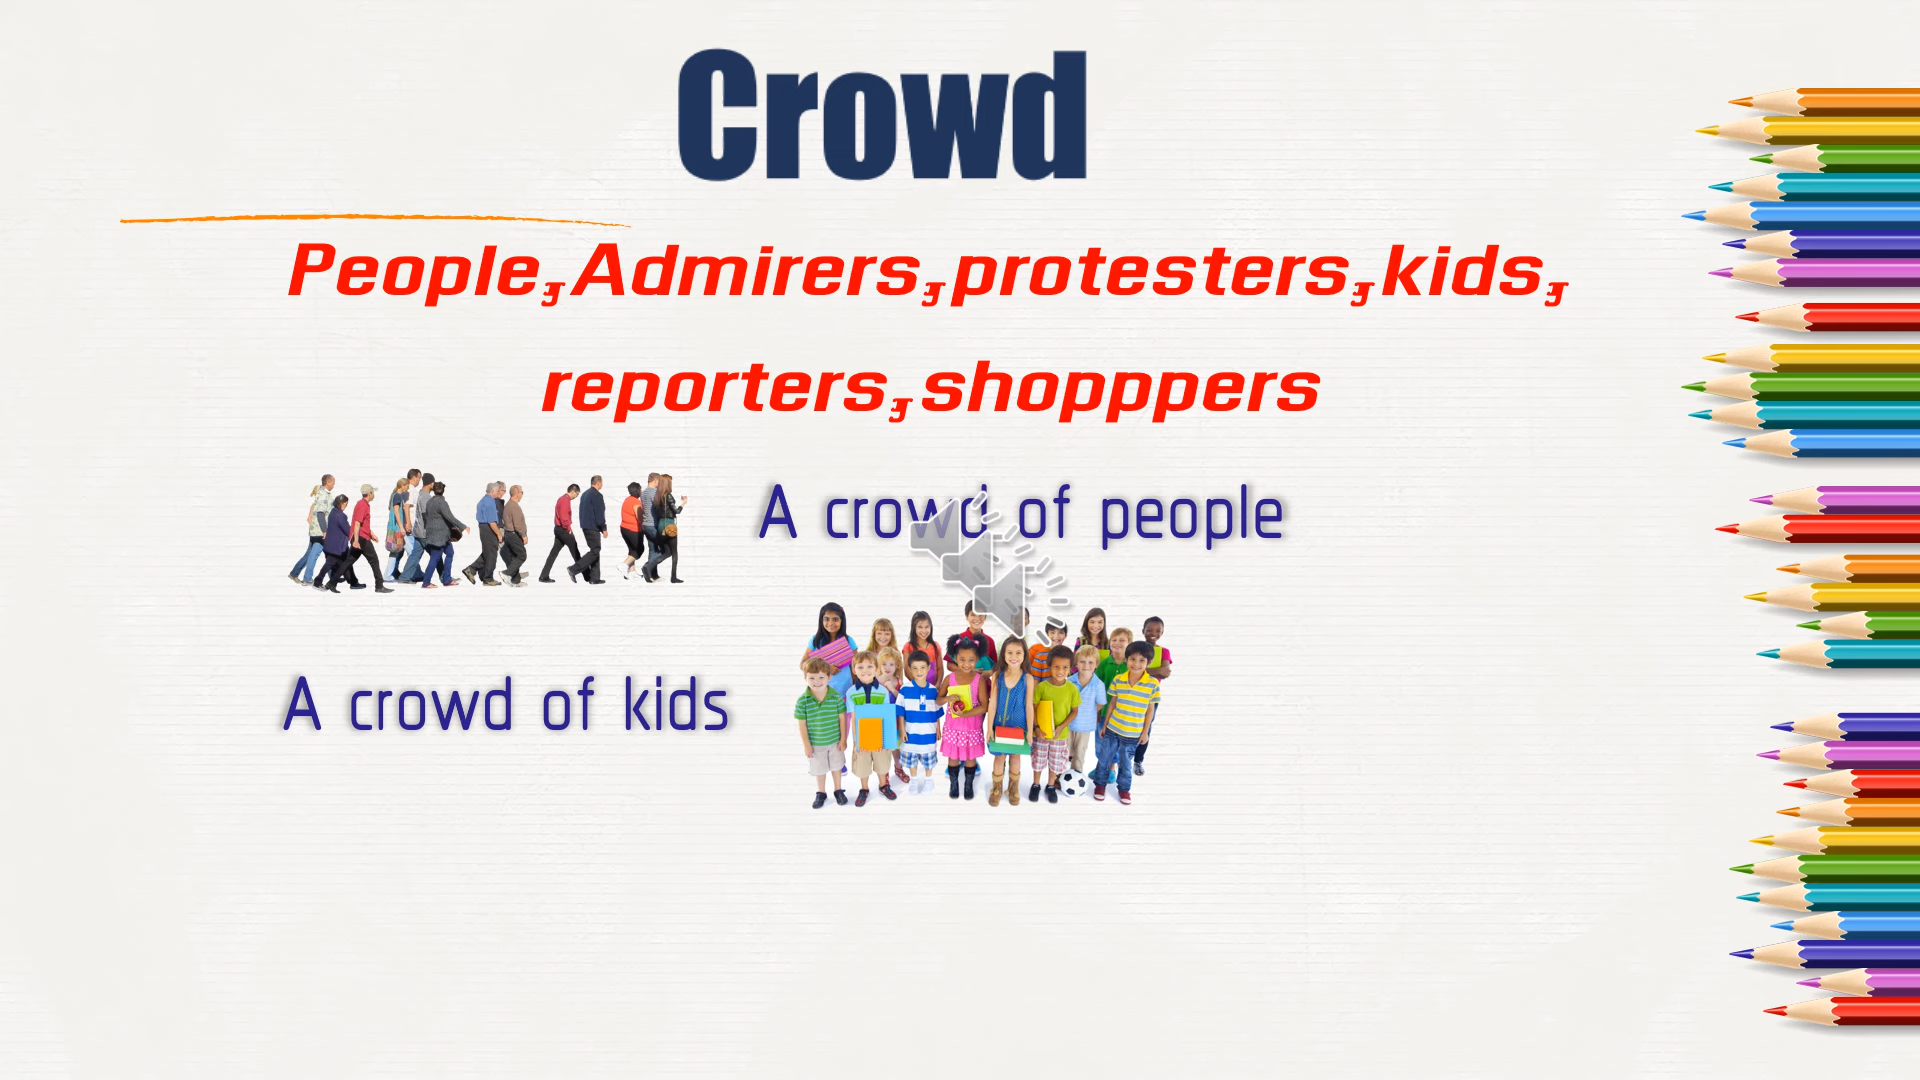 Crowd
People,Admirers,protesters,kids,
reporters,shopppers
A crowd of people
A crowd of kids